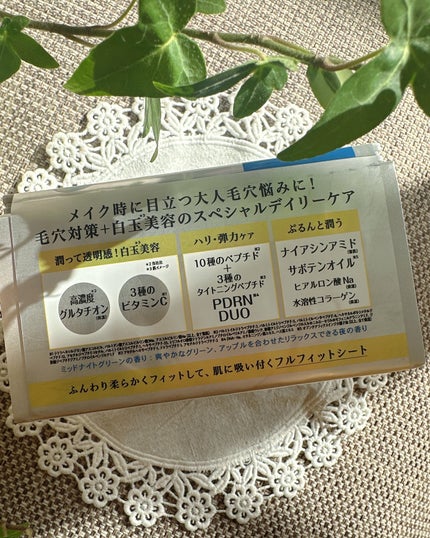 メイク時に目立つ大人毛穴悩みに!
毛穴対策+白玉美容のスペシャルデイリーケア
潤って透明感!白玉美容
高濃度
グルタチオン
3種の
ビタミンC
ハリ・弾力ケア
10種のペプチド
+
3種の
タイトニングペプチド
PDRN
DUO
ぷるんと潤う
ナイアシンアミド
サボテンオイル
ヒアルロン酸Na
水溶性コラーゲン
ミッドナイトグリーンの香り:爽やかなグリーン、アップルを合わせたリラックスできる夜の香り
ふんわり柔らかくフィットして、肌に吸い付くフルフィットシート